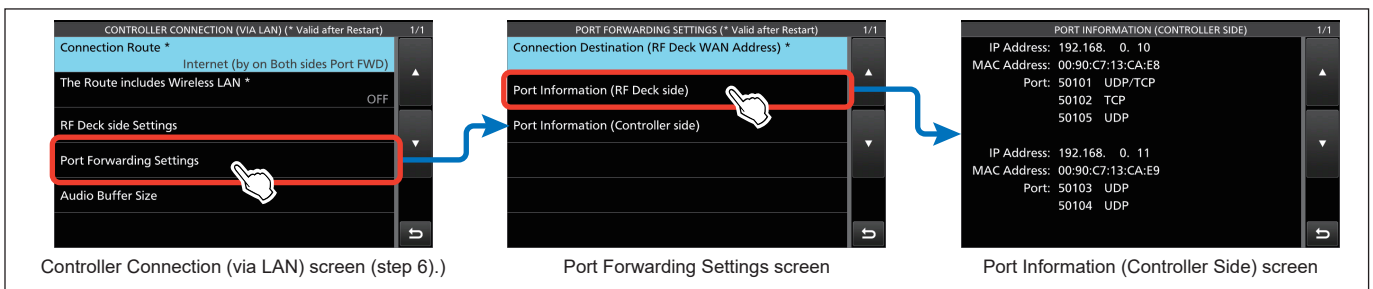 CONTROLLER CONNECTION (VIA LAN) (* Valid after Restart) 1/1
Connection Route *
Internet (by on Both sides Port FWD)
The Route includes Wireless LAN *
OFF
RF Deck side Settings
Port Forwarding Settings
Audio Buffer Size
Controller Connection (via LAN) screen (step 6).)
PORT FORWARDING SETTINGS (* Valid after Restart) 1/1
Connection Destination (RF Deck WAN Address) *
Port Information (RF Deck side)
Port Information (Controller side)
Port Forwarding Settings screen
PORT INFORMATION (CONTROLLER SIDE) 1/1
IP Address: 192.168. 0. 10
MAC Address: 00:90:C7:13:CA:E8
Port: 50101 UDP/TCP
50102 TCP
50105 UDP
IP Address: 192.168. 0. 11
MAC Address: 00:90:C7:13:CA:E9
Port: 50103 UDP
50104 UDP
Port Information (Controller Side) screen